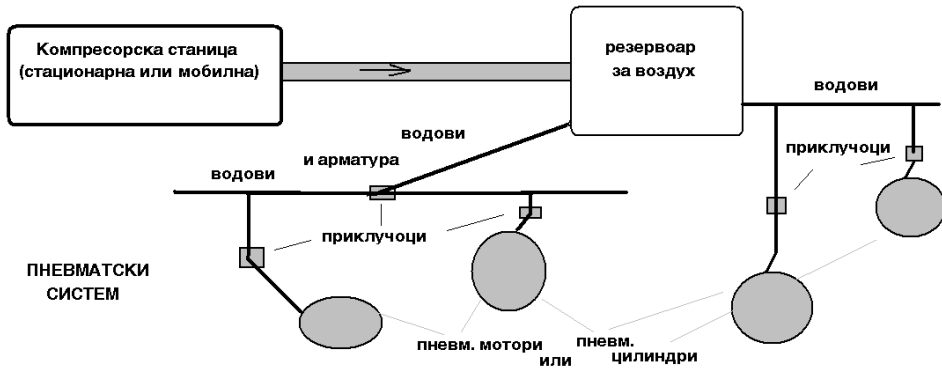 Компресорска станица
(стационарна или мобилна)
резервоар
за воздух
водови
водови
и арматура
водови
приклучоци
приклучоци
ПНЕВМАТСКИ
СИСТЕМ
пневм. мотори
или
пневм.
цилиндри